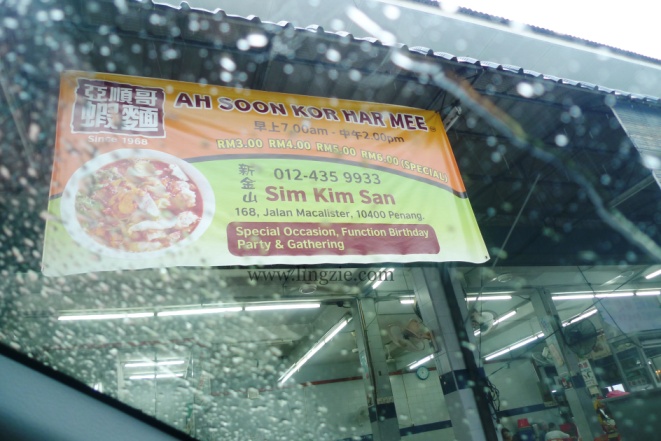 亞順哥
蝦麵
Since 1968
AH SOON KOR HAR MEE
早上7.00am - 中午2.00pm
RM3.00 RM4.00 RM5.00 RM6.00 (SPECIAL)
新金山
012-435 9933
Sim Kim San
168, Jalan Macalister, 10400 Penang.
Special Occasion, Function Birthday
Party & Gathering
www.lingzie.com